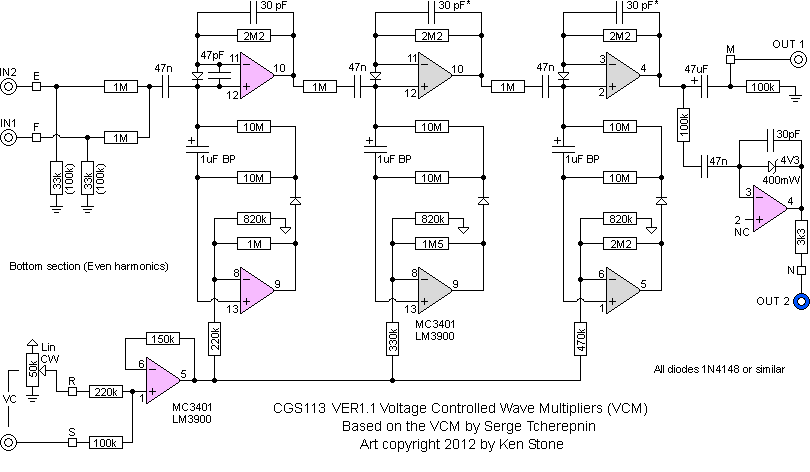 30 pF
30 pF*
30 pF*
OUT 1
2M2
2M2
2M2
M
IN2
E
47n
47pF
11
10
12
47n
11
10
12
47n
3
4
2
47uF
1M
1M
1M
100k
IN1
F
1M
10M
10M
10M
100k
30pF
1uF BP
1uF BP
1uF BP
47n
4V3
400mW
33k
(100k)
33k
(100k)
10M
10M
10M
3
4
2
NC
820k
820k
820k
3k3
1M
1M5
2M2
Bottom section (Even harmonics)
8
9
13
8
9
13
6
5
1
N
OUT 2
MC3401
LM3900
220k
330k
470k
150k
Lin
CW
50k
6
5
1
All diodes 1N4148 or similar
VC
R
220k
MC3401
LM3900
S
100k
CGS113 VER1.1 Voltage Controlled Wave Multipliers (VCM)
Based on the VCM by Serge Tcherepnin
Art copyright 2012 by Ken Stone